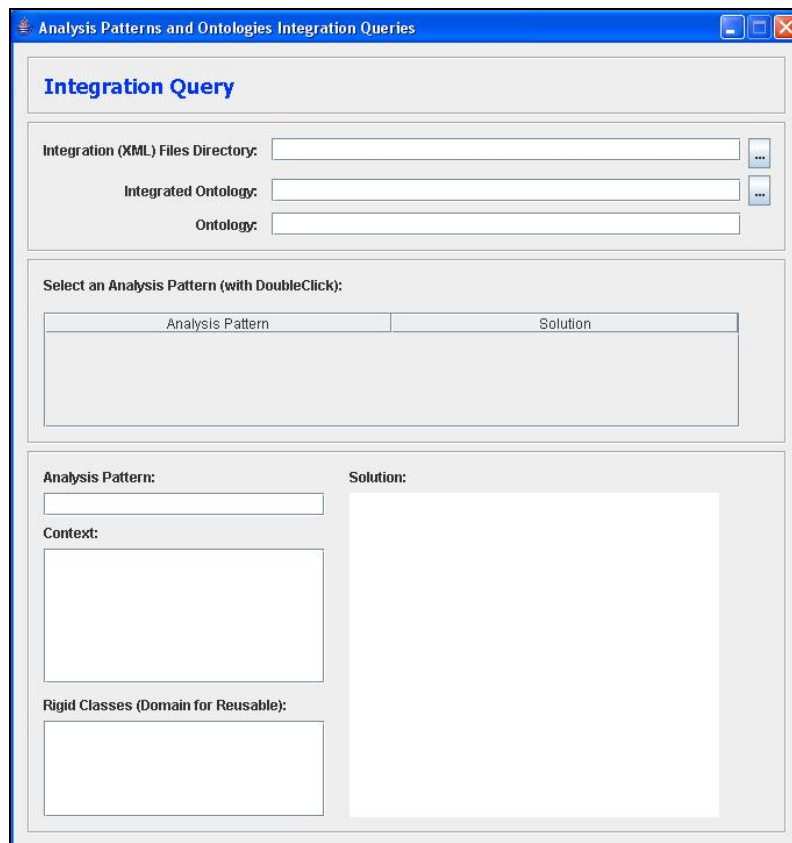 Analysis Patterns and Ontologies Integration Queries
Integration Query
Integration (XML) Files Directory:
...
Integrated Ontology:
...
Ontology:
Select an Analysis Pattern (with DoubleClick):
Analysis Pattern Solution
Analysis Pattern: Solution:
Context:
Rigid Classes (Domain for Reusable):